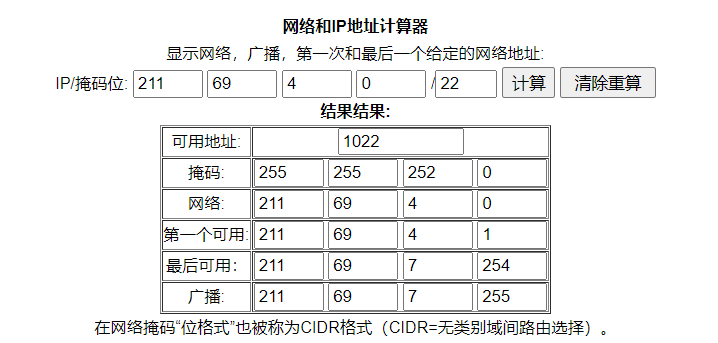 网络和IP地址计算器
显示网络，广播，第一次和最后一个给定的网络地址:
IP/掩码位: 211 69 4 0 / 22 计算 清除重算
结果结果:
可用地址: 1022
掩码: 255 255 252 0
网络: 211 69 4 0
第一个可用: 211 69 4 1
最后可用： 211 69 7 254
广播: 211 69 7 255
在网络掩码“位格式”也被称为CIDR格式（CIDR=无类别域间路由选择）。